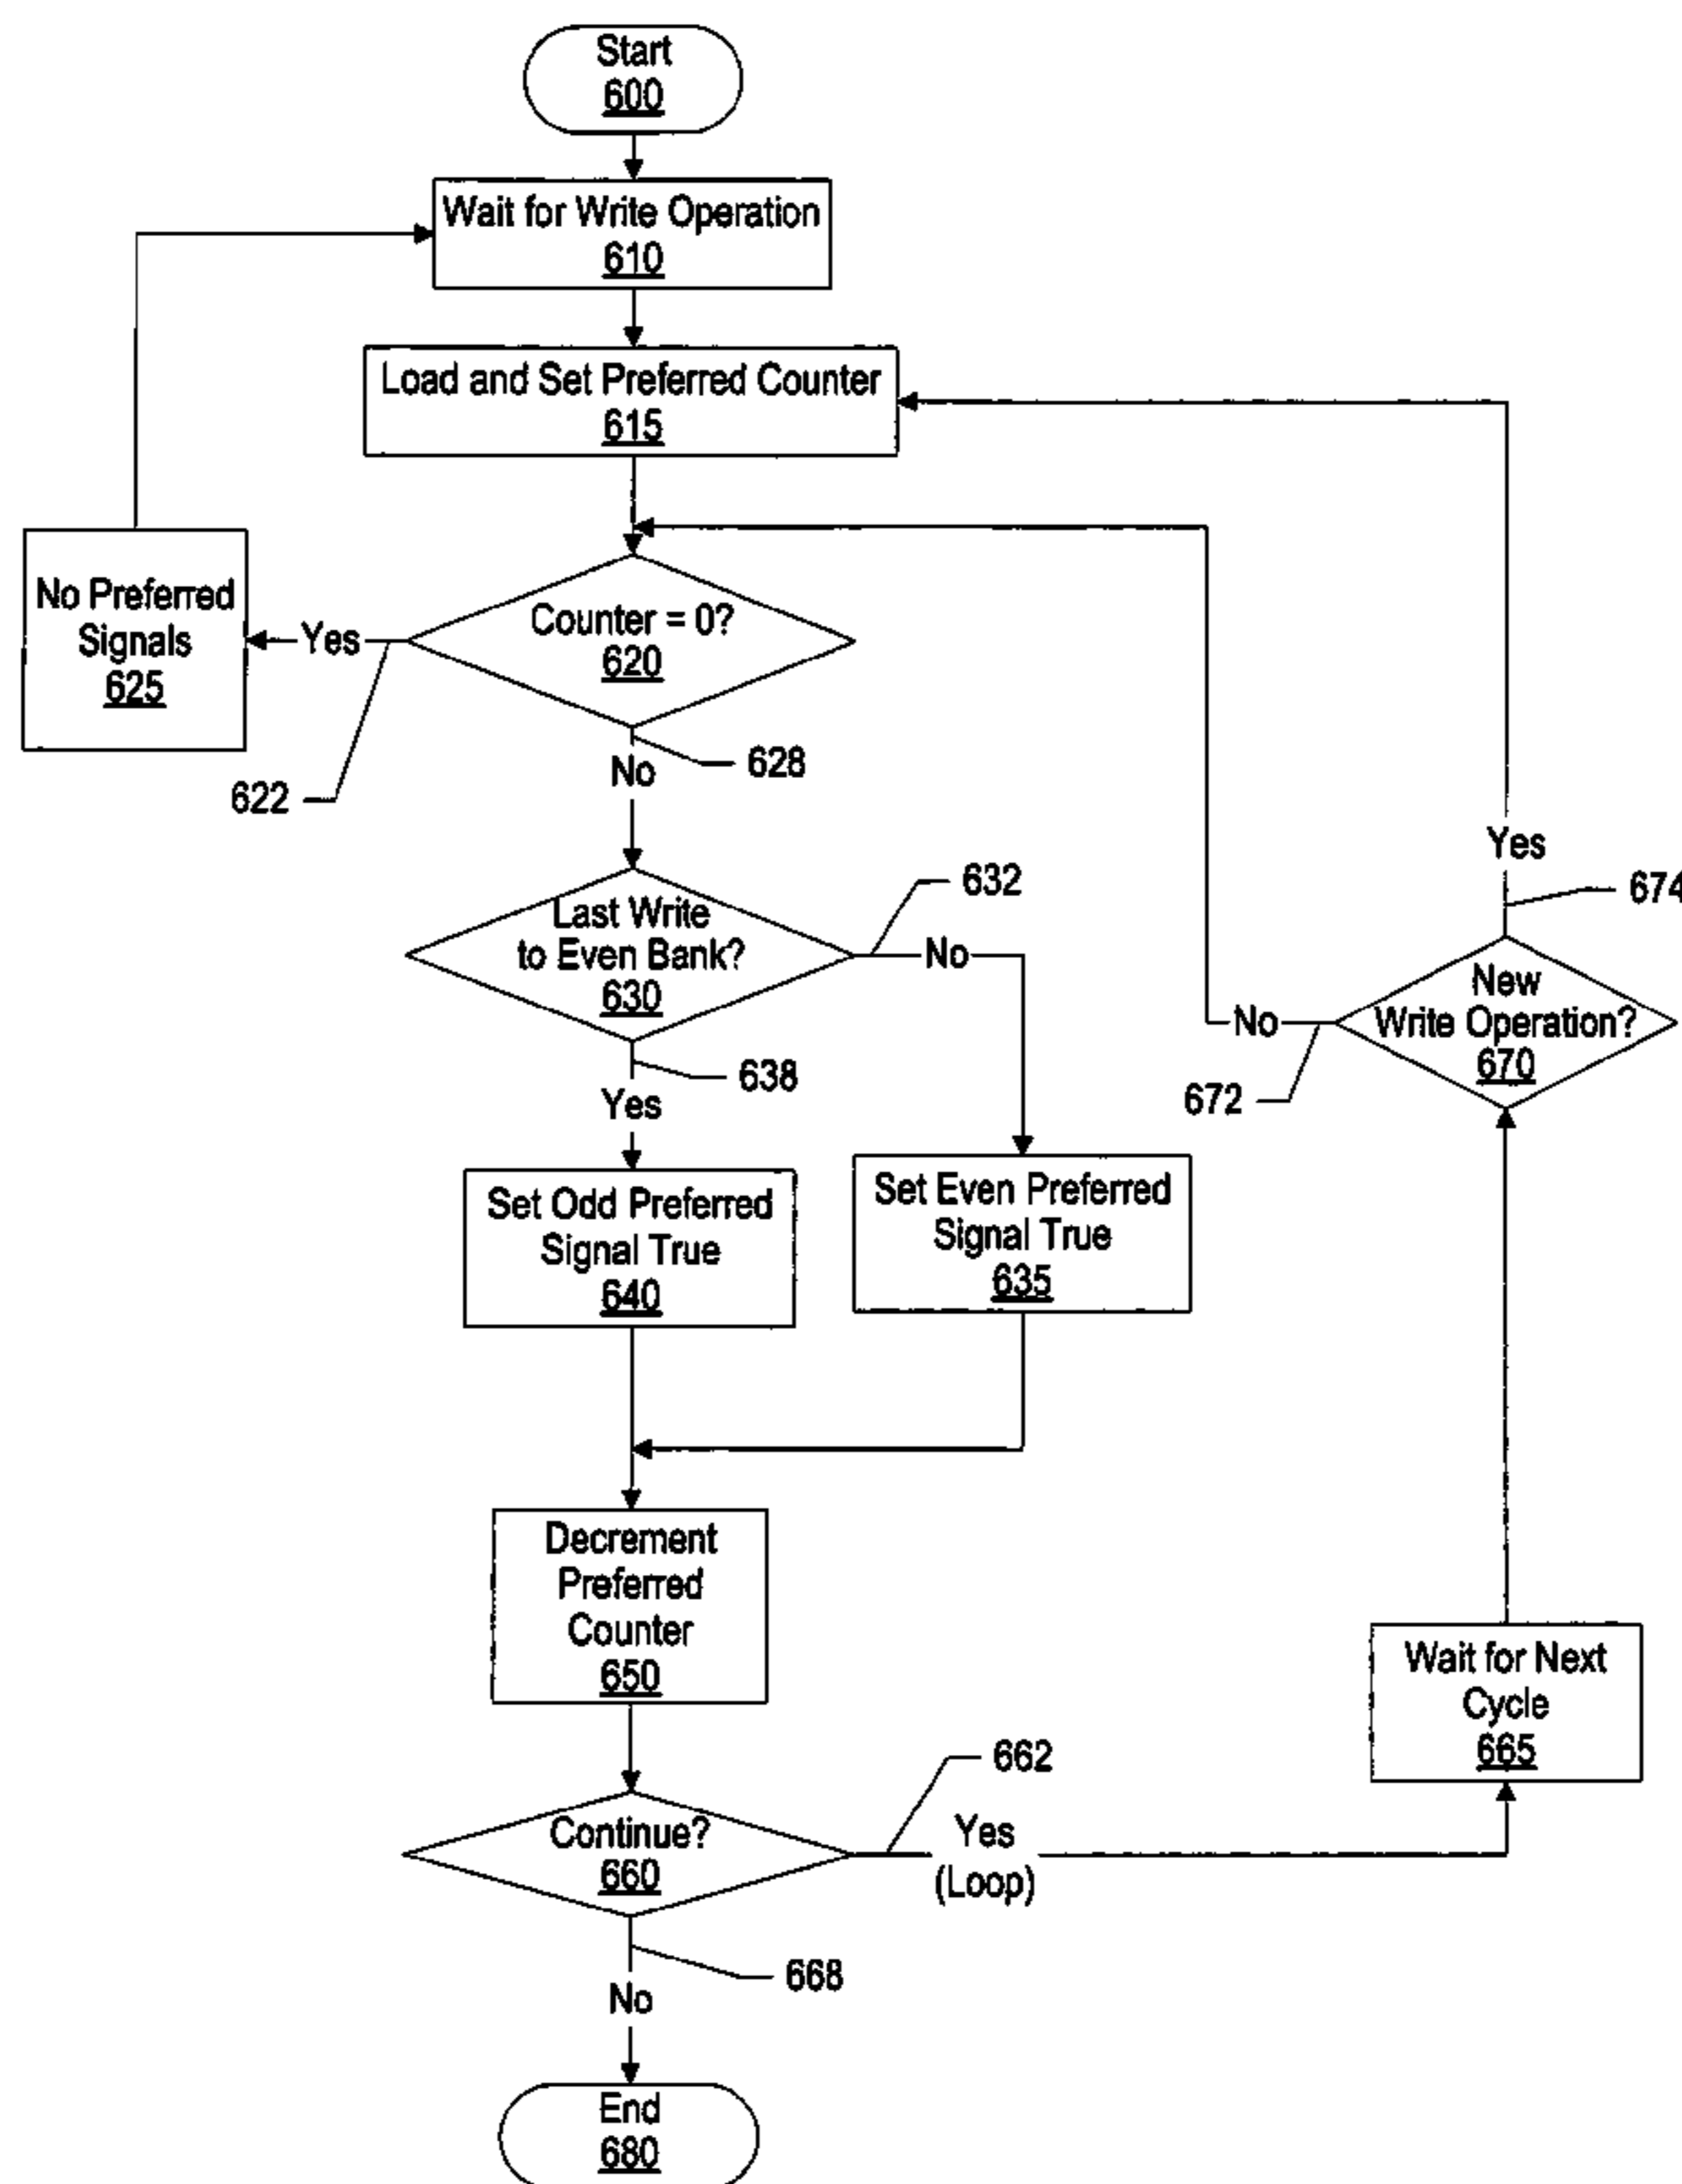 Start
600
Wait for Write Operation
610
Load and Set Preferred Counter
615
No Preferred
Signals
625
Yes
Counter = 0?
620
622
628
No
Last Write
to Even Bank?
630
632
No
638
Yes
Set Odd Preferred
Signal True
640
Set Even Preferred
Signal True
635
Decrement
Preferred
Counter
650
Continue?
660
662
Yes
(Loop)
668
No
End
680
Wait for Next
Cycle
665
New
Write Operation?
670
No
672
Yes
674